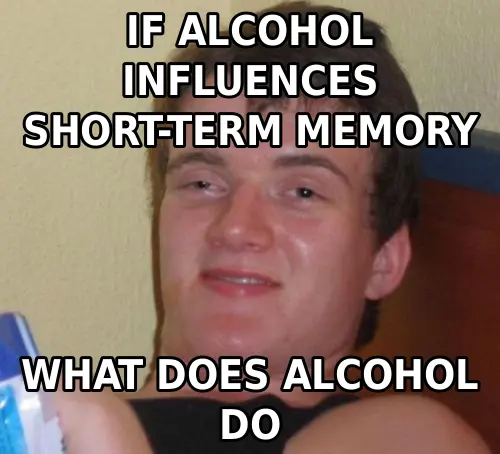 IF ALCOHOL
INFLUENCES
SHORT-TERM MEMORY
WHAT DOES ALCOHOL
DO